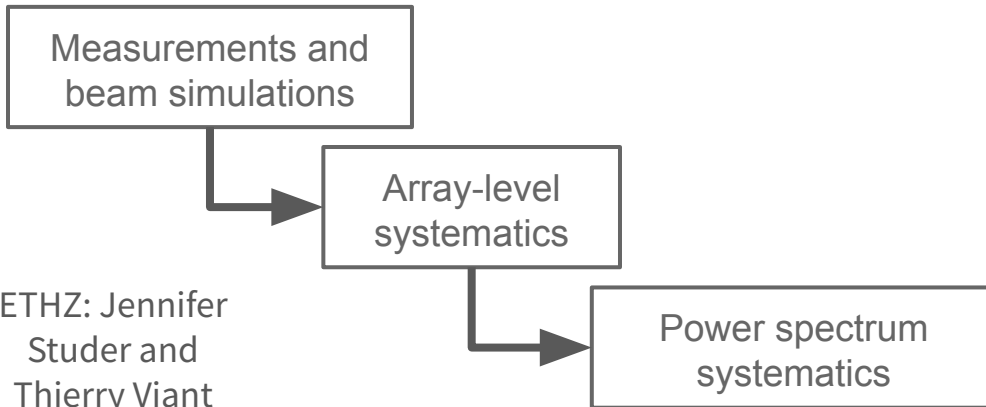 Measurements and
beam simulations
Array-level
systematics
ETHZ: Jennifer
Studer and
Thierry Viant
Power spectrum
systematics